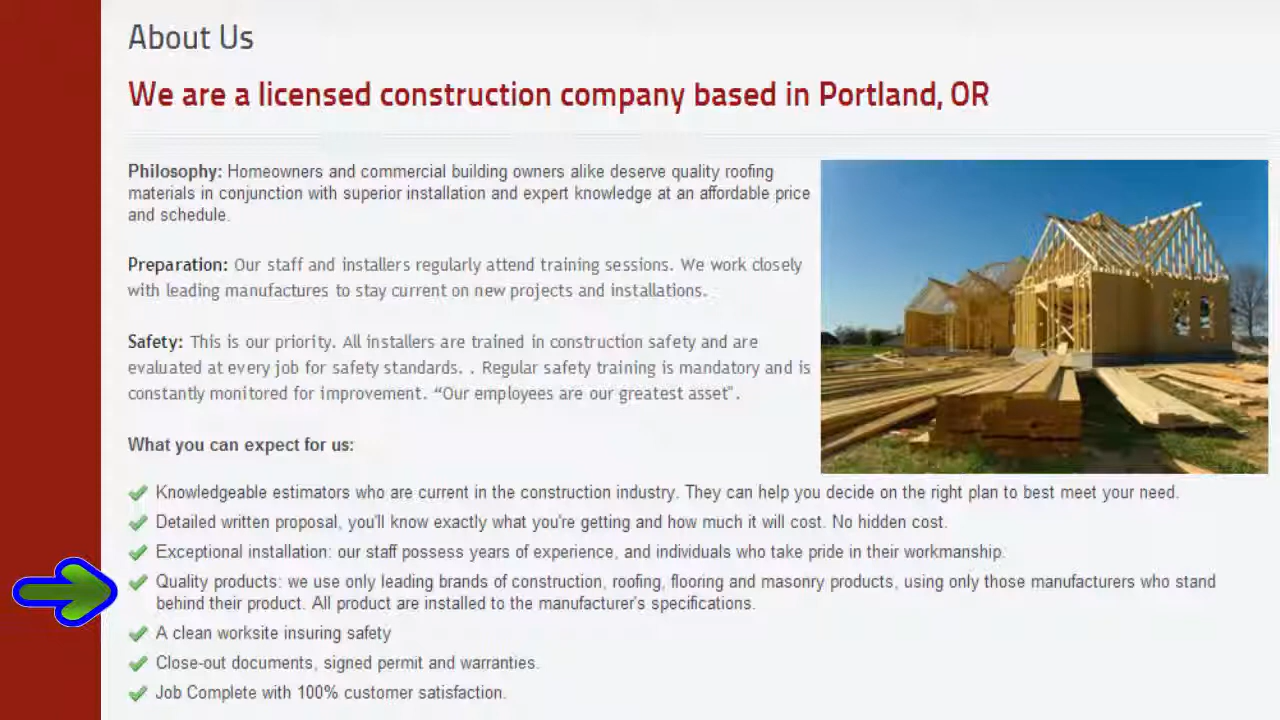 About Us
We are a licensed construction company based in Portland, OR
Philosophy: Homeowners and commercial building owners alike deserve quality roofing
materials in conjunction with superior installation and expert knowledge at an affordable price
and schedule.
Preparation: Our staff and installers regularly attend training sessions. We work closely
with leading manufactures to stay current on new projects and installations.
Safety: This is our priority. All installers are trained in construction safety and are
evaluated at every job for safety standards. . Regular safety training is mandatory and is
constantly monitored for improvement. “Our employees are our greatest asset”.
What you can expect for us:
Knowledgeable estimators who are current in the construction industry. They can help you decide on the right plan to best meet your need.
Detailed written proposal, you'll know exactly what you're getting and how much it will cost. No hidden cost.
Exceptional installation: our staff possess years of experience, and individuals who take pride in their workmanship.
Quality products: we use only leading brands of construction, roofing, flooring and masonry products, using only those manufacturers who stand
behind their product. All product are installed to the manufacturer's specifications.
A clean worksite insuring safety
Close-out documents, signed permit and warranties.
Job Complete with 100% customer satisfaction.